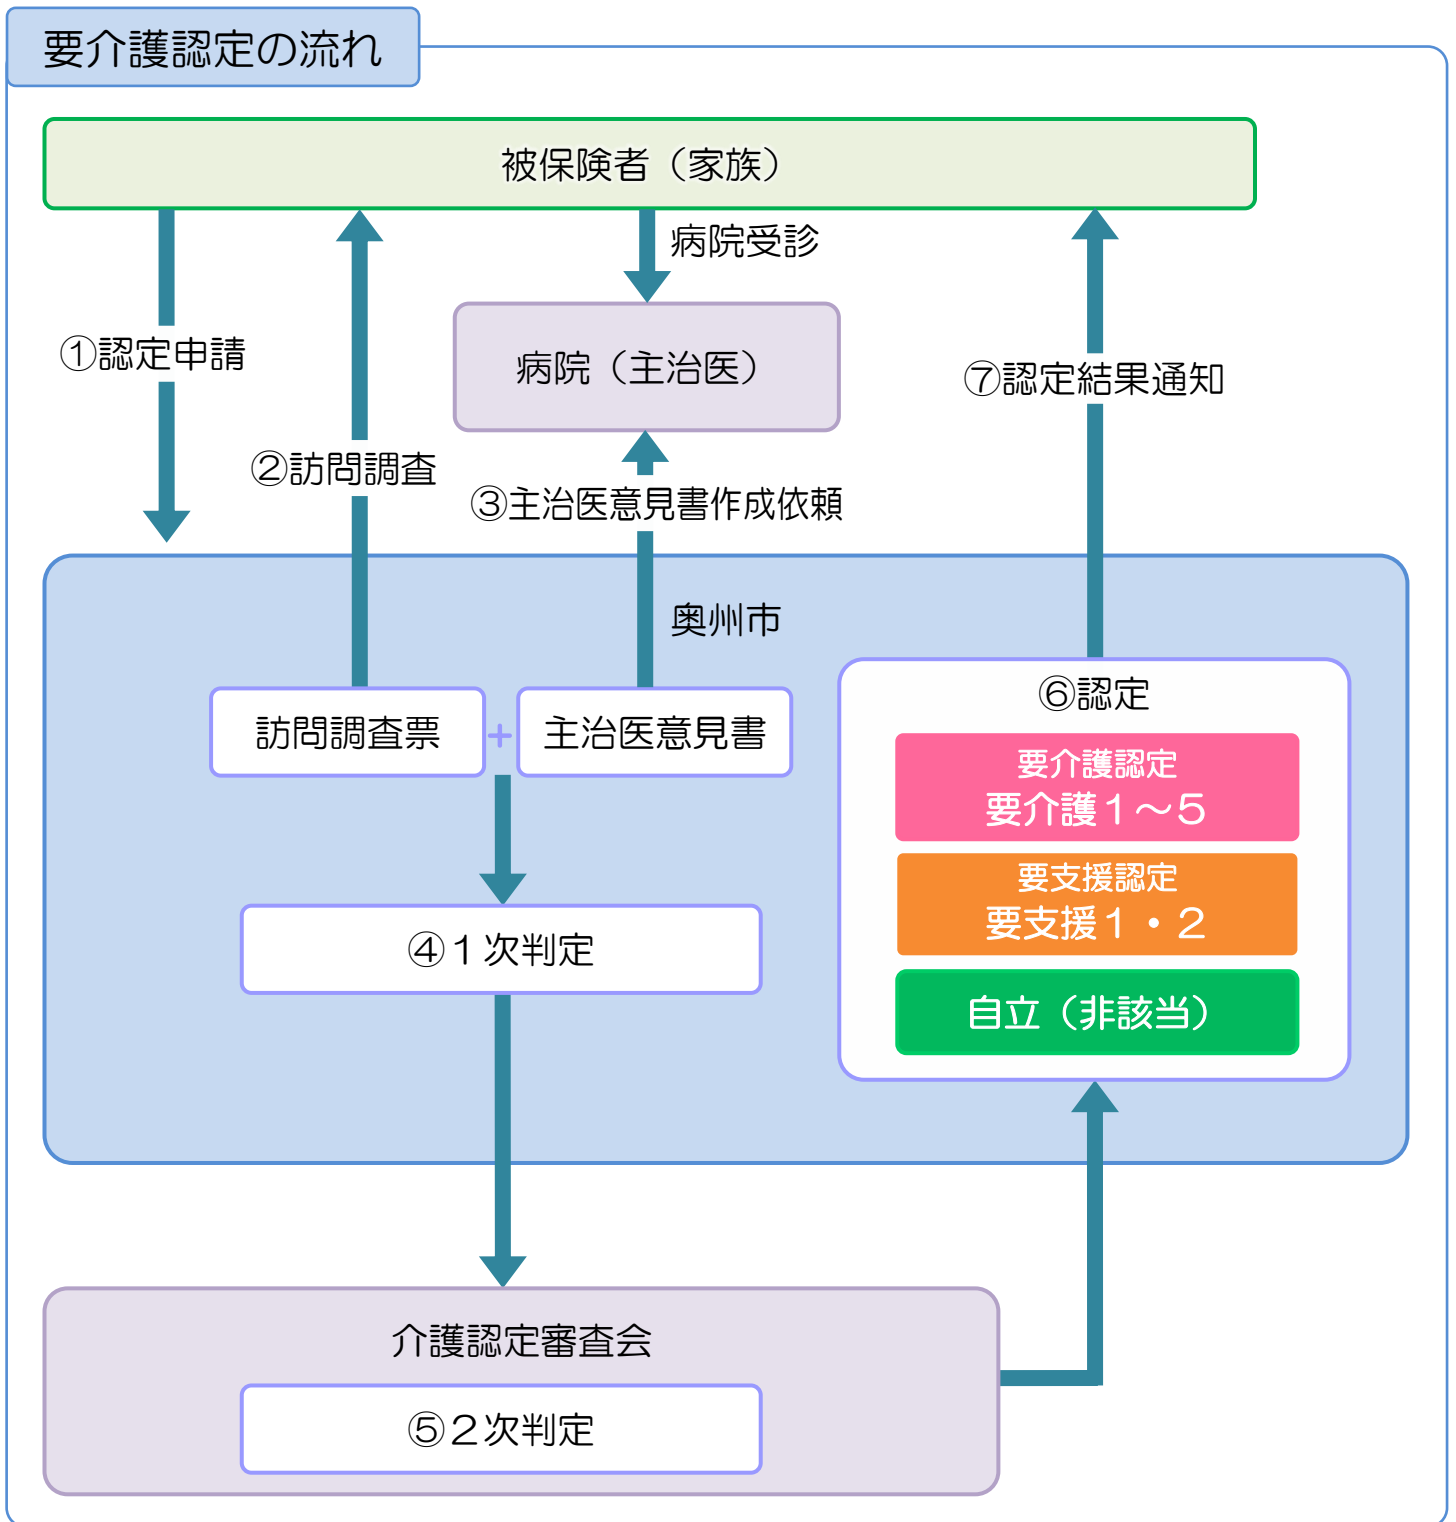 要介護認定の流れ
被保険者（家族）
病院受診
病院（主治医）
①認定申請
⑦認定結果通知
②訪問調査
③主治医意見書作成依頼
奥州市
訪問調査票
+
主治医意見書
⑥認定
要介護認定
要介護１～５
要支援認定
要支援１・２
自立（非該当）
④１次判定
介護認定審査会
⑤２次判定